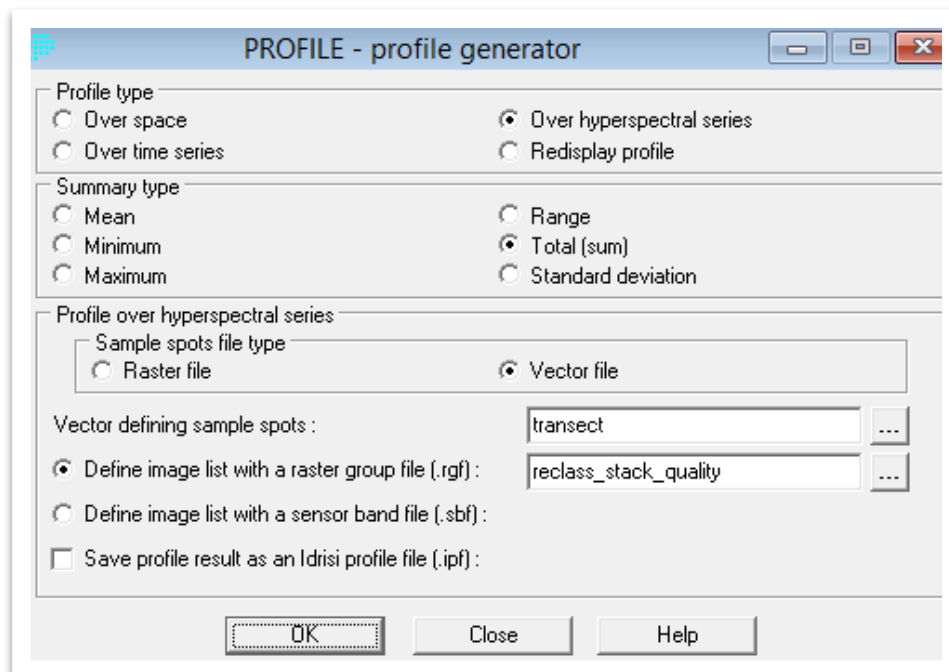 PROFILE - profile generator
Profile type
Over space
Over hyperspectral series
Over time series
Redisplay profile
Summary type
Mean
Range
Minimum
Total (sum)
Maximum
Standard deviation
Profile over hyperspectral series
Sample spots file type
Raster file
Vector file
Vector defining sample spots :
transect
...
Define image list with a raster group file (.rgf) :
reclass_stack_quality
...
Define image list with a sensor band file (.sbf) :
Save profile result as an Idrisi profile file (.ipf) :
OK
Close
Help